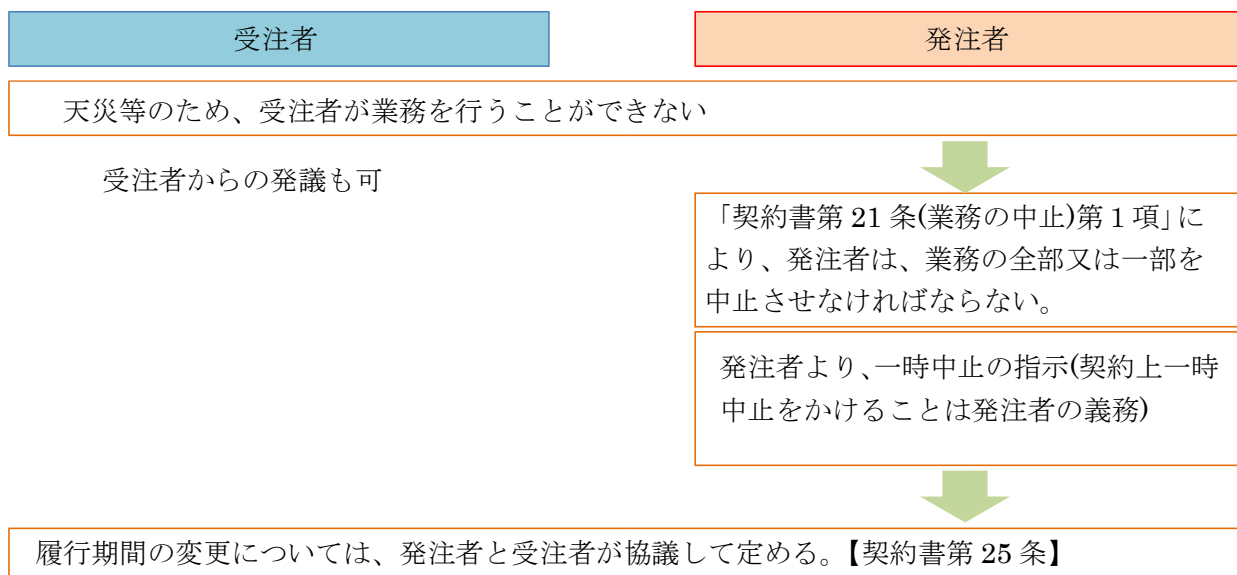 受注者
発注者
天災等のため、受注者が業務を行うことができない
受注者からの発議も可
「契約書第 21 条(業務の中止)第 1 項」に
より、発注者は、業務の全部又は一部を
中止させなければならない。
発注者より、一時中止の指示(契約上一時
中止をかけることは発注者の義務)
履行期間の変更については、発注者と受注者が協議して定める。【契約書第 25 条】